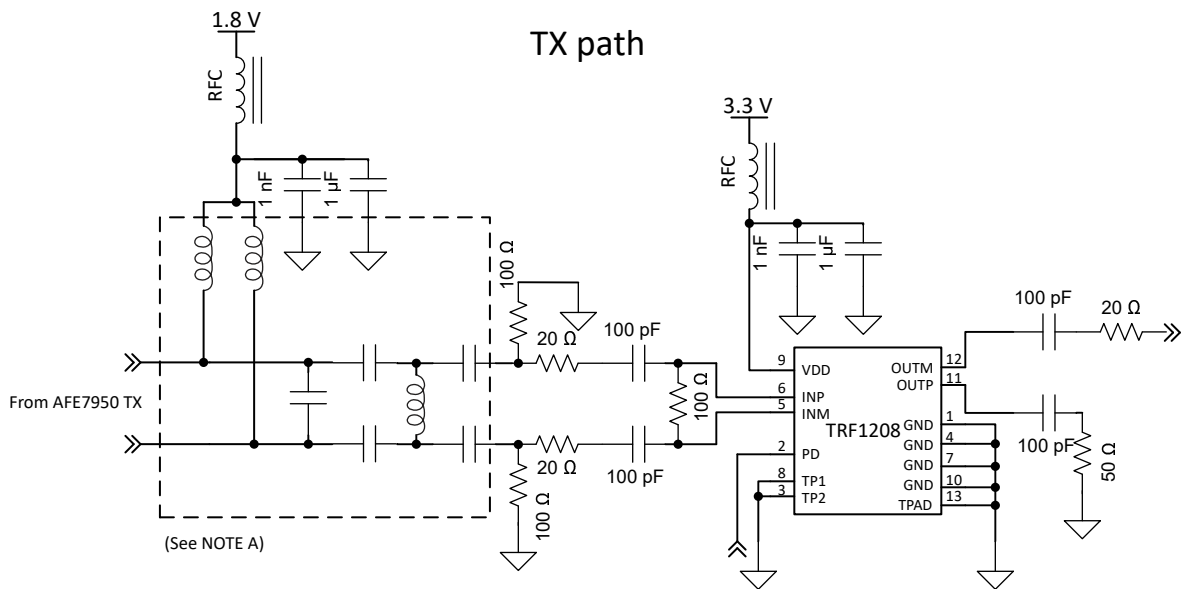 1.8 V
TX path
RFC
3.3 V
1 nF
1 µF
RFC
100 Ω
1 nF
1 µF
20 Ω
100 pF
100 pF
20 Ω
From AFE7950 TX
100 Ω
9
VDD
6
INP
5
INM
TRF1208
2
PD
8
TP1
3
TP2
OUTM
12
OUTP
11
GND
1
GND
4
GND
7
GND
10
TPAD
13
100 pF
50 Ω
20 Ω
100 pF
100 Ω
(See NOTE A)